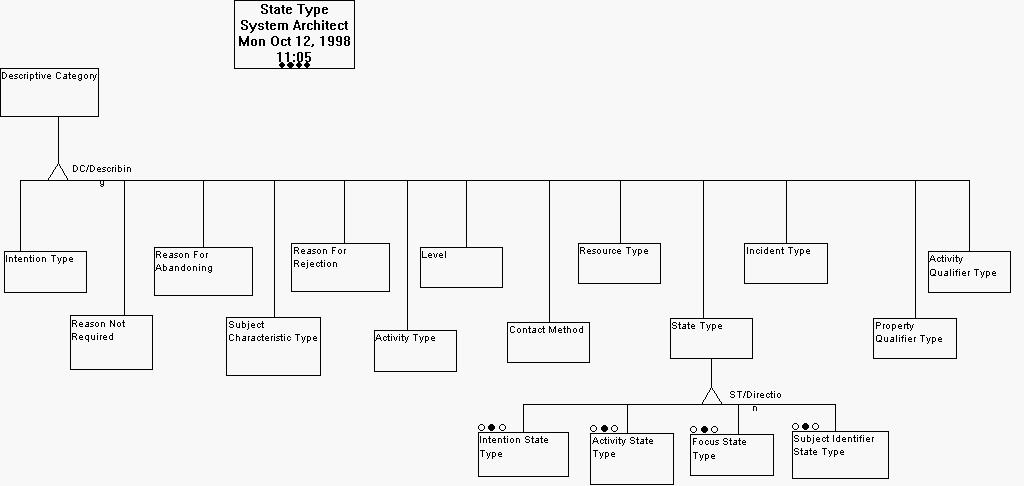 State Type
System Architect
Mon Oct 12, 1998
11:05
Descriptive Category
DC/Describin
g
Intention Type
Reason For
Abandoning
Reason For
Rejection
Level
Resource Type
Incident Type
Activity
Qualifier Type
Reason Not
Required
Subject
Characteristic Type
Activity Type
Contact Method
State Type
Property
Qualifier Type
ST/Directio
n
Intention State
Type
Activity State
Type
Focus State
Type
Subject Identifier
State Type